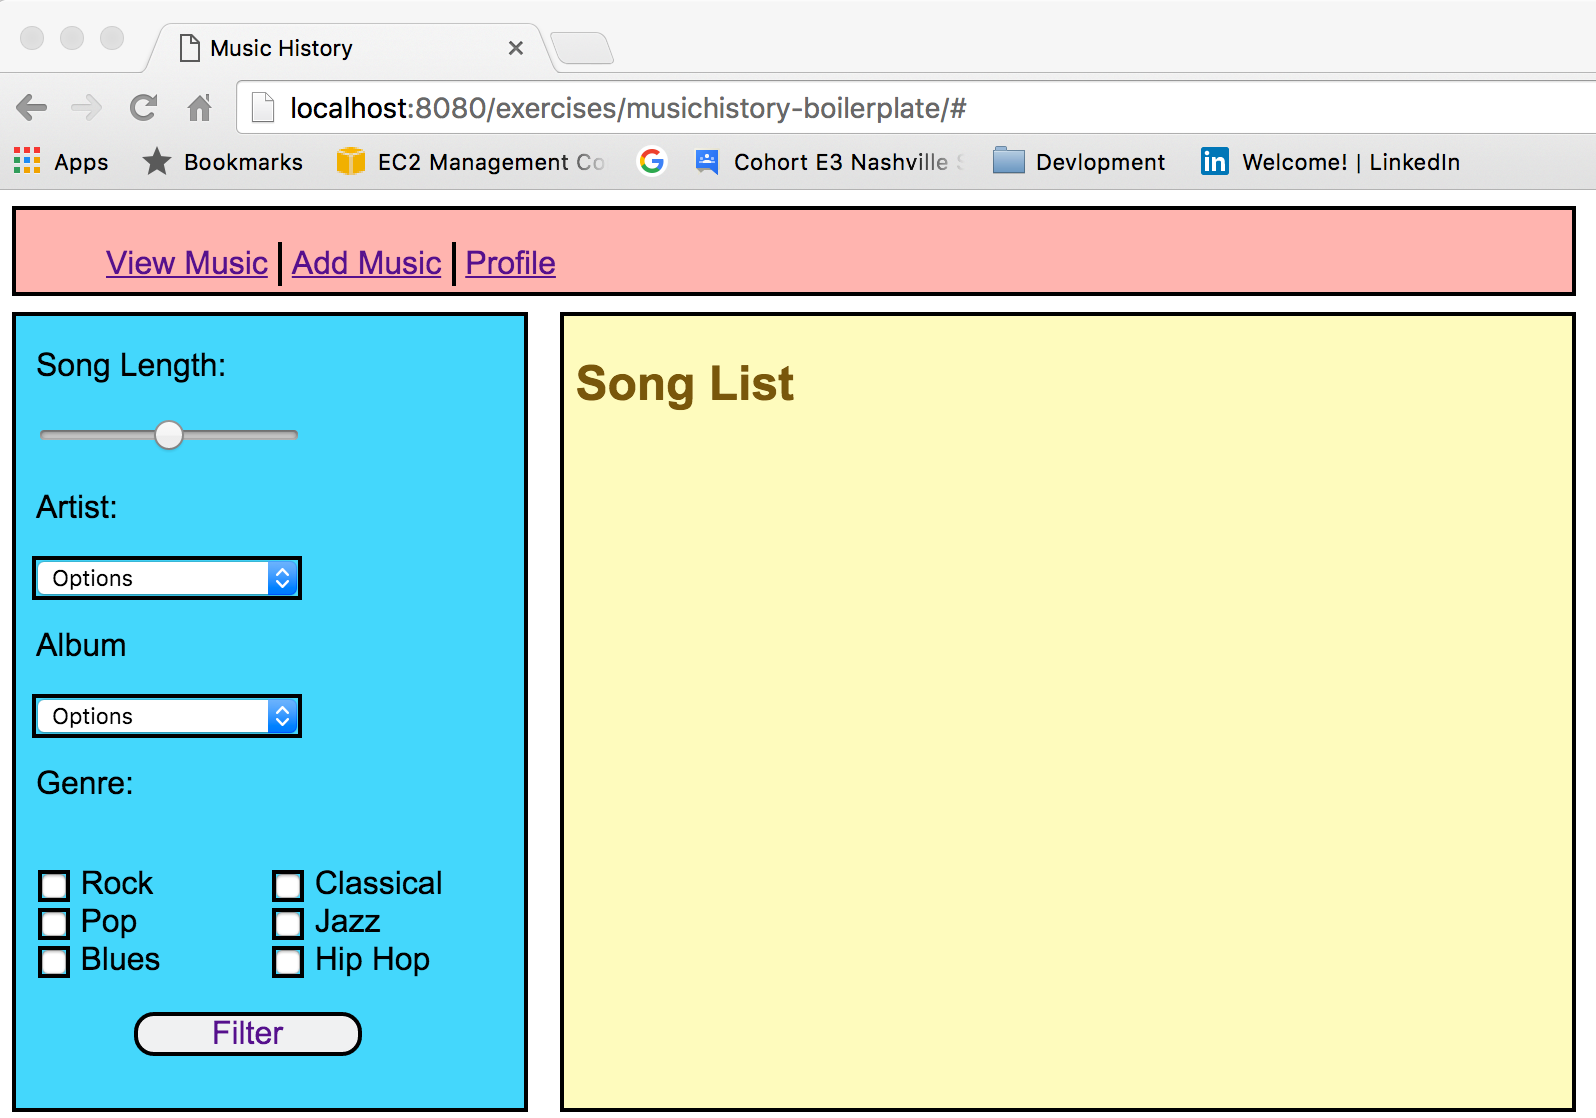 Music History
localhost:8080/exercises/musichistory-boilerplate/#
Apps Bookmarks EC2 Management Co Cohort E3 Nashville S Devlopment in Welcome! | LinkedIn
View Music Add Music Profile
Song Length:
Artist:
Options
Album
Options
Genre:
Rock Classical
Pop Jazz
Blues Hip Hop
Filter
Song List